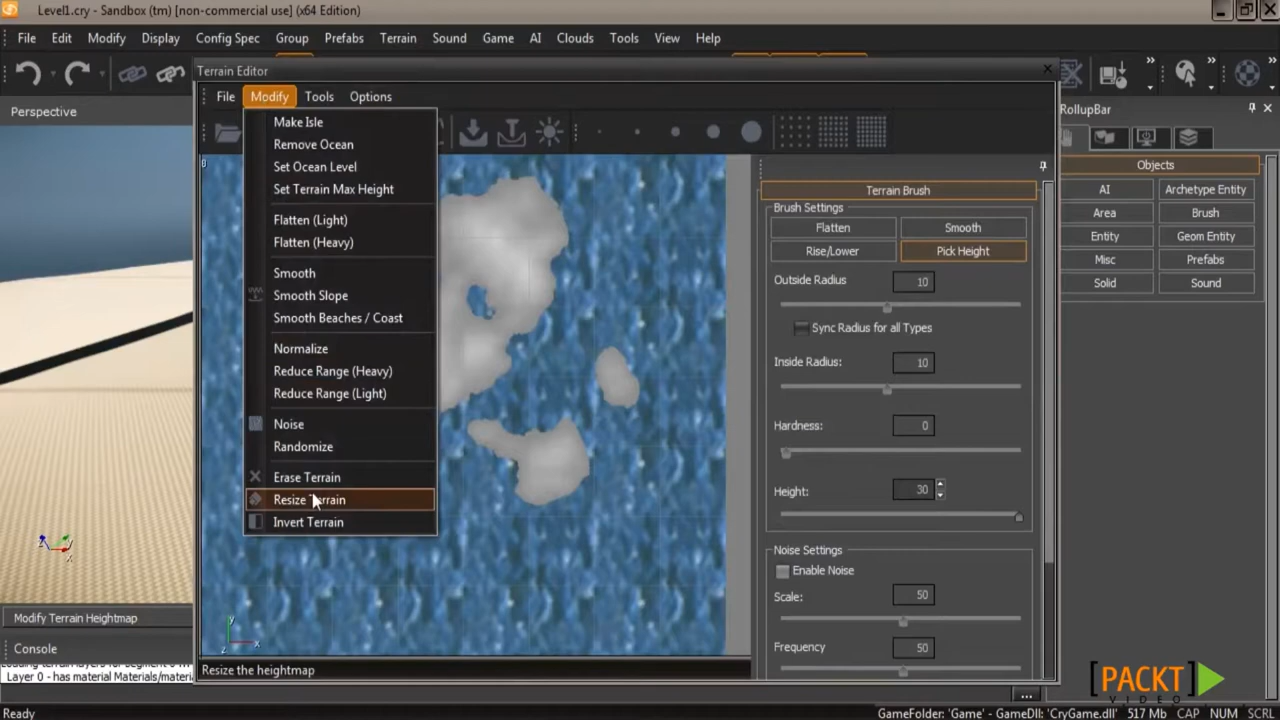 Level1.cry - Sandbox (tm) [non-commercial use] (x64 Edition)
File Edit Modify Display Config Spec Group Prefabs Terrain Sound Game AI Clouds Tools View Help
Terrain Editor
File Modify Tools Options
Perspective
RollupBar
Make Isle
Remove Ocean
Set Ocean Level
Set Terrain Max Height
Flatten (Light)
Flatten (Heavy)
Smooth
Smooth Slope
Smooth Beaches / Coast
Normalize
Reduce Range (Heavy)
Reduce Range (Light)
Noise
Randomize
Erase Terrain
Resize Terrain
Invert Terrain
Terrain Brush
Brush Settings
Flatten Smooth
Rise/Lower Pick Height
Outside Radius 10
Sync Radius for all Types
Inside Radius: 10
Hardness: 0
Height: 30
Noise Settings
Enable Noise
Scale: 50
Frequency 50
Objects
AI Archetype Entity
Area Brush
Entity Geom Entity
Misc Prefabs
Solid Sound
z y x
y
z x
Modify Terrain Heightmap
Console
Layer 0 - has material Materials/materi
Resize the heightmap
...
[PACKT]
VIDEO
Ready
GameFolder: 'Game' - GameDll: 'CryGame.dll' 517 Mb CAP NUM SCRL